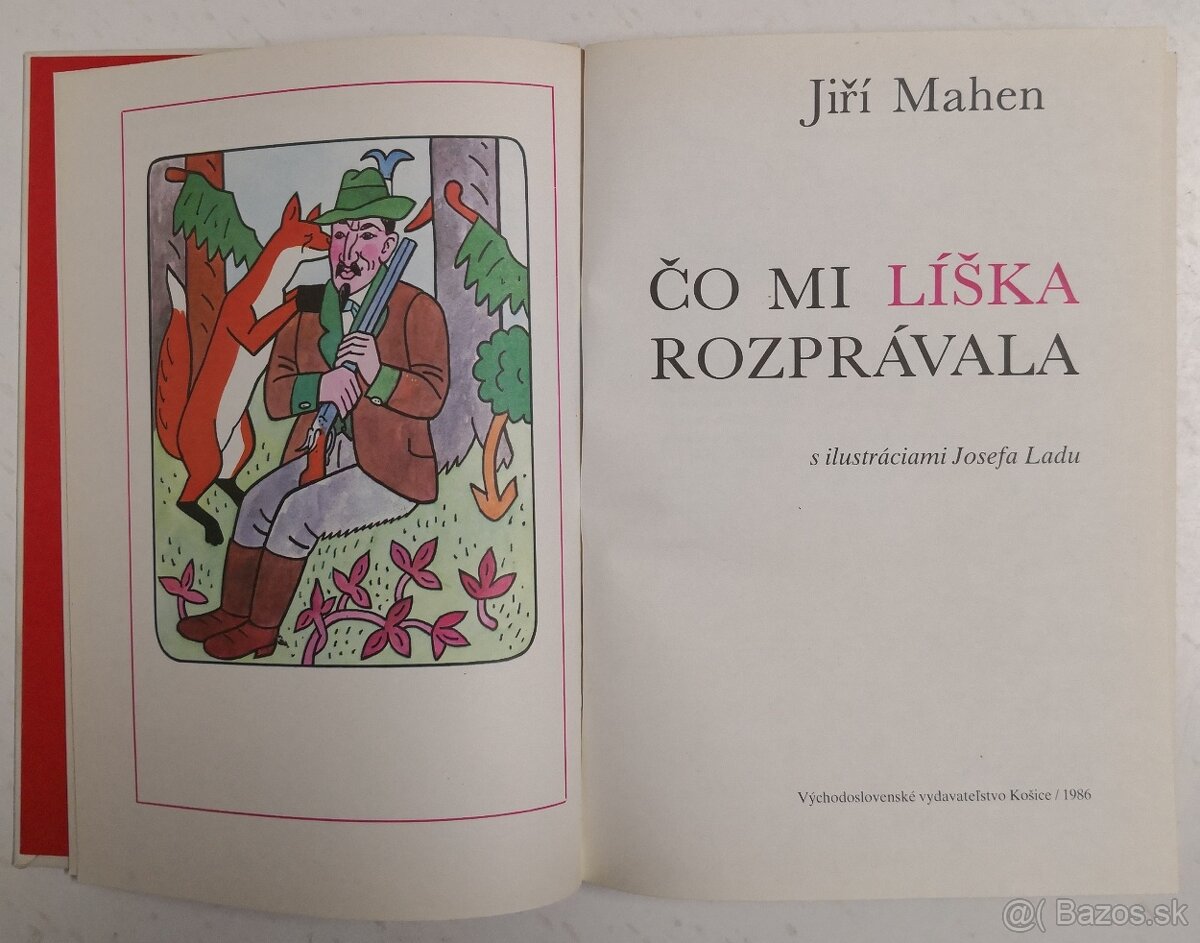 Jiří Mahen
ČO MI LÍŠKA
ROZPRÁVALA
s ilustráciami Josefa Ladu
Východoslovenské vydavateľstvo Košice / 1986
@( Bazos.sk